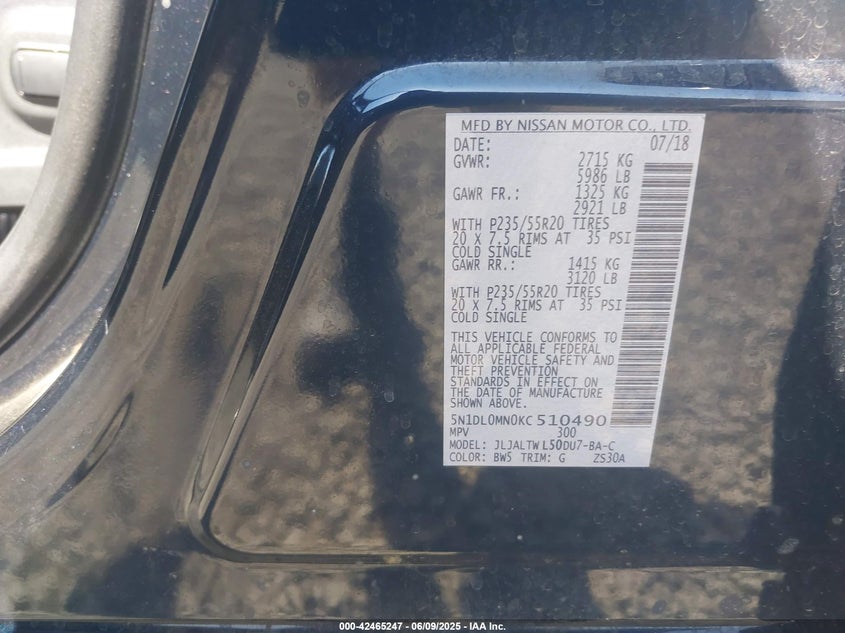 MFD BY NISSAN MOTOR CO., LTD.
DATE: 07/18
GVWR: 2715 KG
5986 LB
GAWR FR.: 1325 KG
2921 LB
WITH P235/55R20 TIRES
20 X 7.5 RIMS AT 35 PSI
COLD SINGLE
GAWR RR.: 1415 KG
3120 LB
WITH P235/55R20 TIRES
20 X 7.5 RIMS AT 35 PSI
COLD SINGLE
THIS VEHICLE CONFORMS TO
ALL APPLICABLE FEDERAL
MOTOR VEHICLE SAFETY AND
THEFT PREVENTION
STANDARDS IN EFFECT ON
THE DATE OF MANUFACTURE
SHOWN ABOVE.
5N1DL0MN0KC510490
MPV 300
MODEL: JLJALTWL50DU7-BA-C
COLOR: BW5 TRIM: G ZS30A
000-42465247 - 06/09/2025 - IAA Inc.